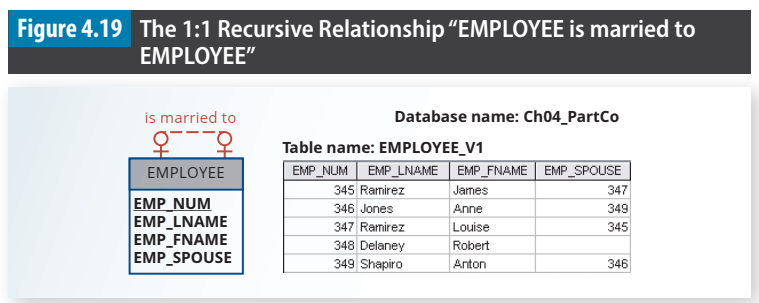 Figure 4.19 The 1:1 Recursive Relationship “EMPLOYEE is married to
EMPLOYEE”
is married to
EMPLOYEE
EMP_NUM
EMP_LNAME
EMP_FNAME
EMP_SPOUSE
Database name: Ch04_PartCo
Table name: EMPLOYEE_V1
EMP_NUM EMP_LNAME EMP_FNAME EMP_SPOUSE
345 Ramirez James 347
346 Jones Anne 349
347 Ramirez Louise 345
348 Delaney Robert
349 Shapiro Anton 346